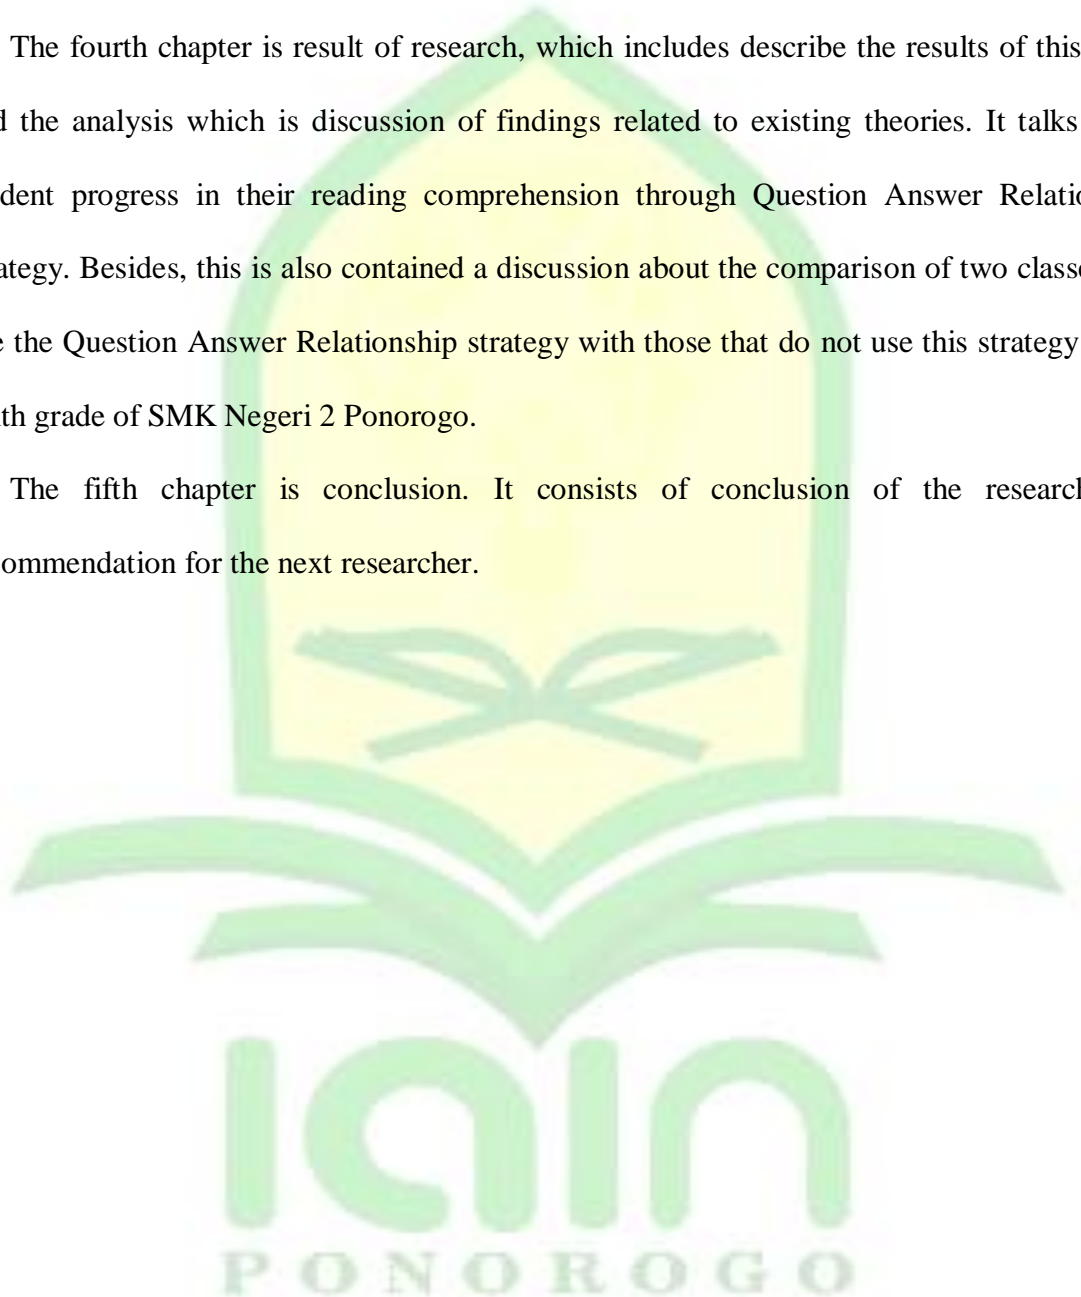 The fourth chapter is result of research, which includes describe the results of this
d the analysis which is discussion of findings related to existing theories. It talks
dent progress in their reading comprehension through Question Answer Relatio
ategy. Besides, this is also contained a discussion about the comparison of two classe
e the Question Answer Relationship strategy with those that do not use this strategy
th grade of SMK Negeri 2 Ponorogo.
The fifth chapter is conclusion. It consists of conclusion of the research
ommendation for the next researcher.
iain
PONOROGO